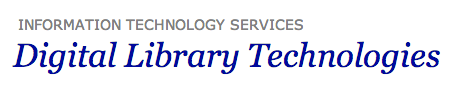 INFORMATION TECHNOLOGY SERVICES
Digital Library Technologies